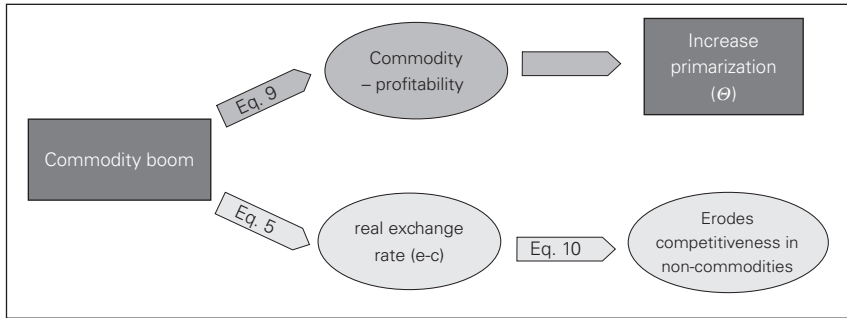 Commodity boom
Eq. 9
Commodity
– profitability
Increase
primarization
(Θ)
Eq. 5
real exchange
rate (e-c)
Eq. 10
Erodes
competitiveness in
non-commodities